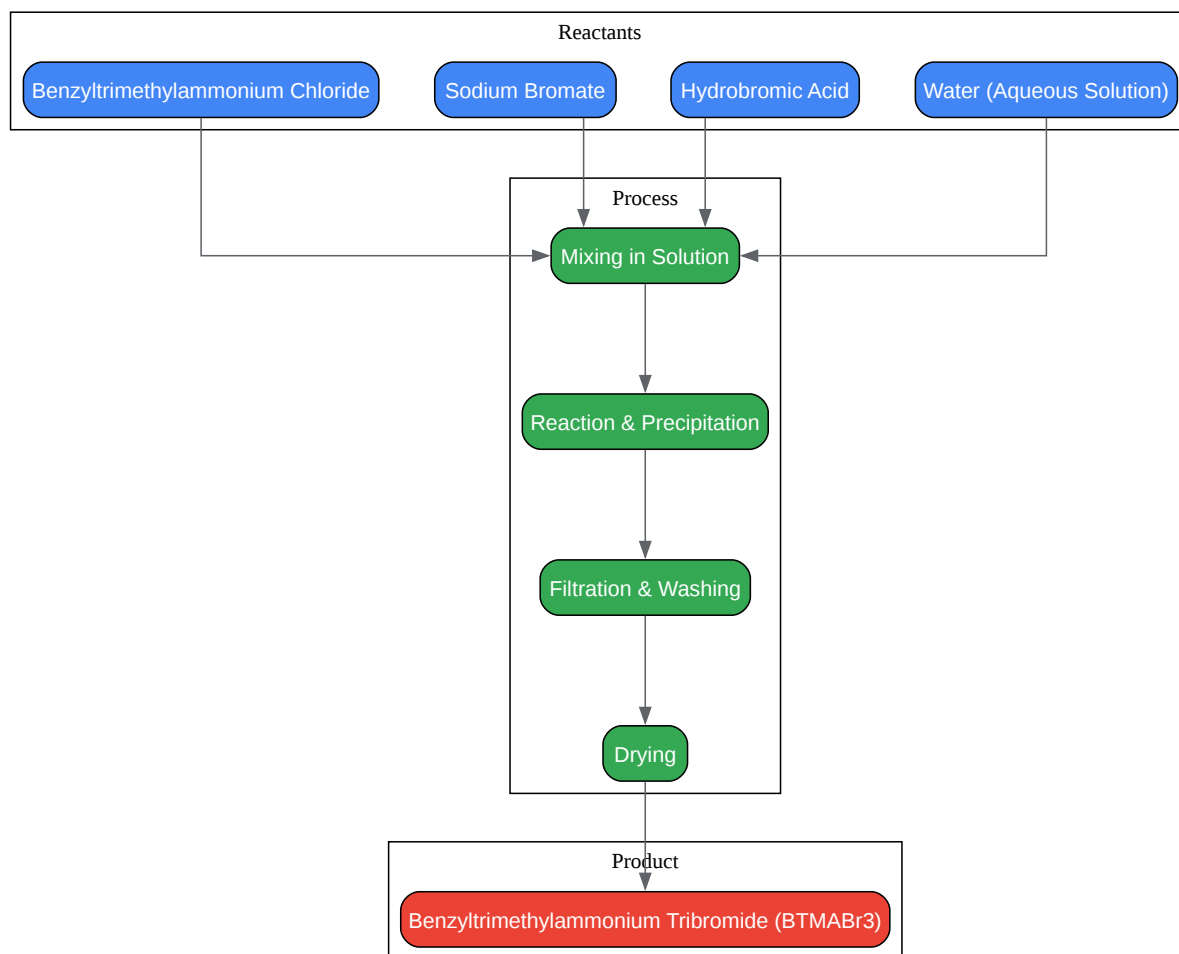 Reactants
Benzyltrimethylammonium Chloride
Sodium Bromate
Hydrobromic Acid
Water (Aqueous Solution)
Process
Mixing in Solution
Reaction & Precipitation
Filtration & Washing
Drying
Product
Benzyltrimethylammonium Tribromide (BTMABr3)